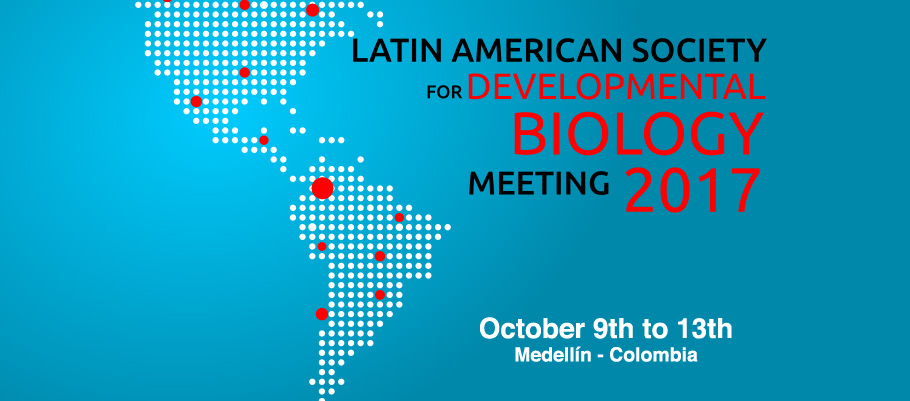 LATIN AMERICAN SOCIETY
FOR DEVELOPMENTAL
BIOLOGY
MEETING 2017
October 9th to 13th
Medellín - Colombia